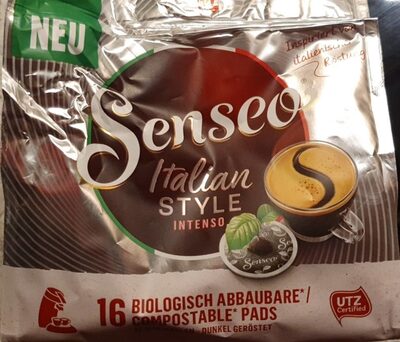 NEU
Inspiriert von
italienischer
Röstung
Senseo
Italian
STYLE
INTENSO
Senseo
16 BIOLOGISCH ABBAUBARE*/
COMPOSTABLE* PADS
DUNKEL GERÖSTET
UTZ
Certified